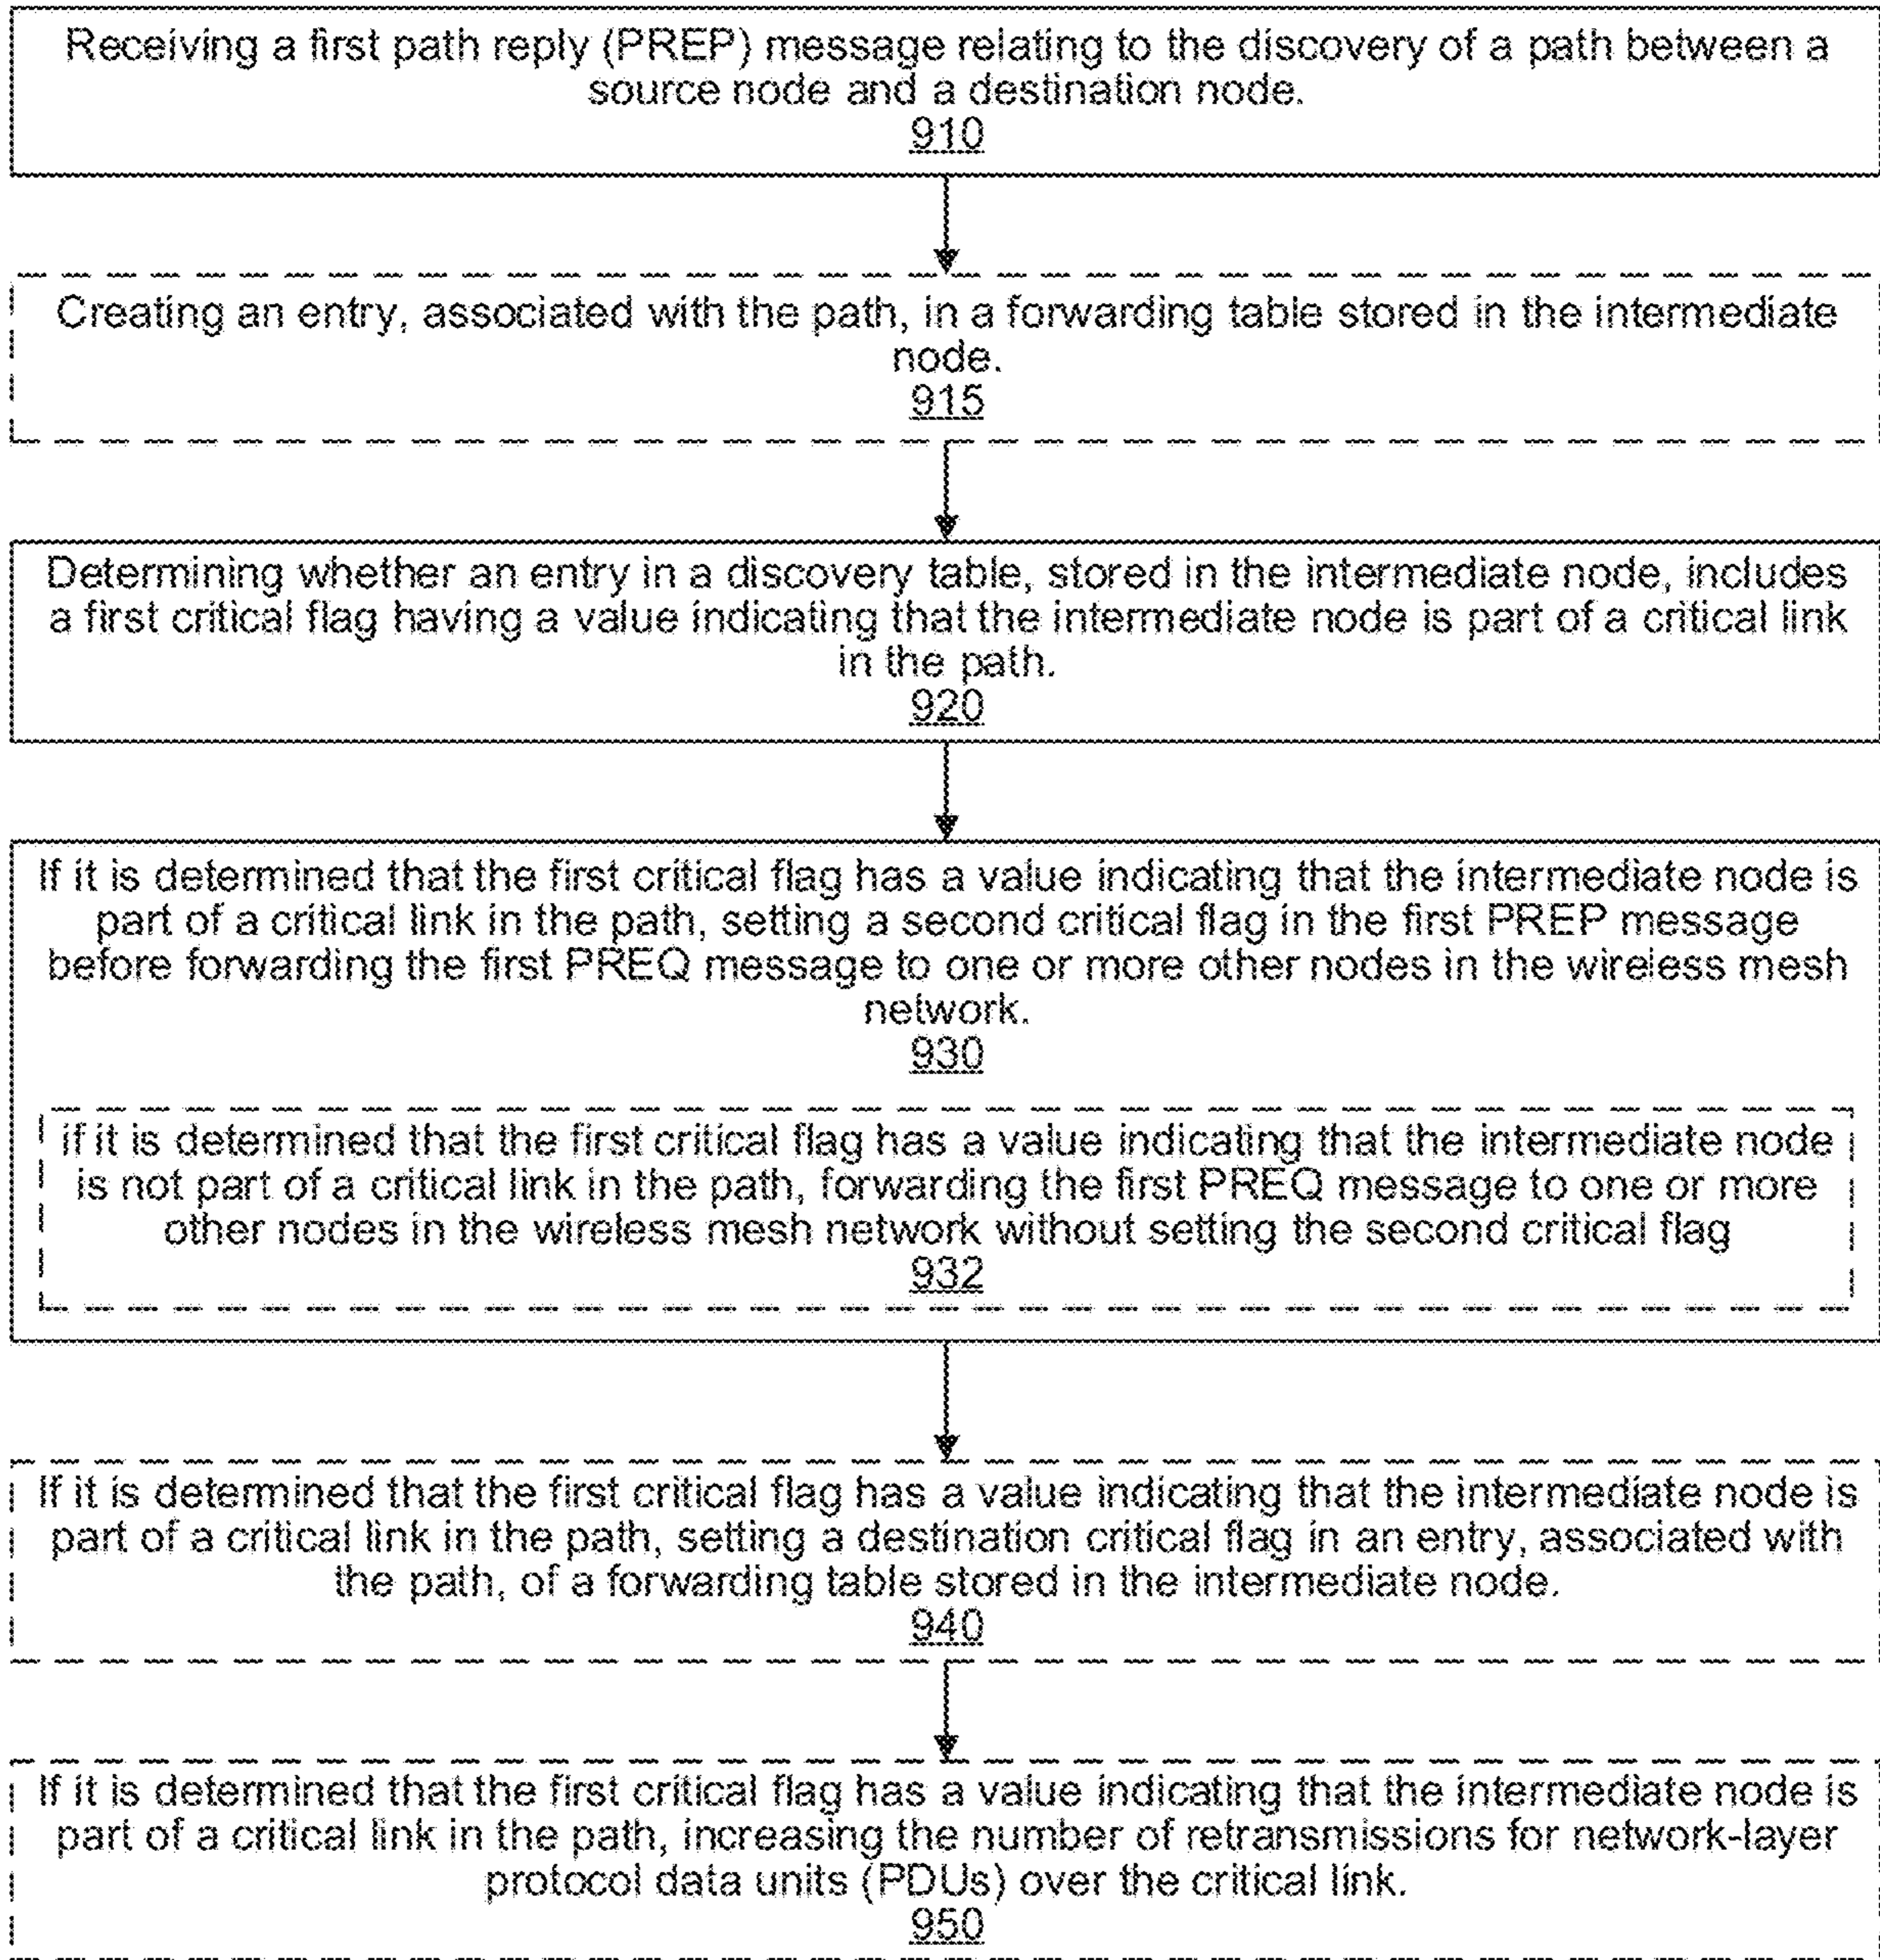 Receiving a first path reply (PREP) message relating to the discovery of a path between a
source node and a destination node.
910
Creating an entry, associated with the path, in a forwarding table stored in the intermediate
node.
915
Determining whether an entry in a discovery table, stored in the intermediate node, includes
a first critical flag having a value indicating that the intermediate node is part of a critical link
in the path.
920
If it is determined that the first critical flag has a value indicating that the intermediate node is
part of a critical link in the path, setting a second critical flag in the first PREP message
before forwarding the first PREQ message to one or more other nodes in the wireless mesh
network.
930
if it is determined that the first critical flag has a value indicating that the intermediate node
is not part of a critical link in the path, forwarding the first PREQ message to one or more
other nodes in the wireless mesh network without setting the second critical flag
932
If it is determined that the first critical flag has a value indicating that the intermediate node is
part of a critical link in the path, setting a destination critical flag in an entry, associated with
the path, of a forwarding table stored in the intermediate node.
940
If it is determined that the first critical flag has a value indicating that the intermediate node is
part of a critical link in the path, increasing the number of retransmissions for network-layer
protocol data units (PDUs) over the critical link.
950